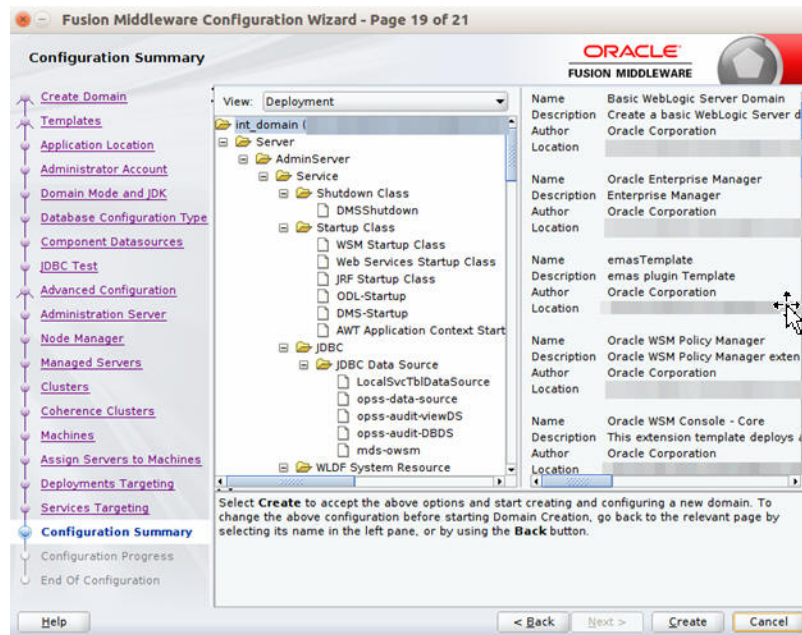 Fusion Middleware Configuration Wizard - Page 19 of 21
Configuration Summary
ORACLE
FUSION MIDDLEWARE
Create Domain
Templates
Application Location
Administrator Account
Domain Mode and JDK
Database Configuration Type
Component Datasources
JDBC Test
Advanced Configuration
Administration Server
Node Manager
Managed Servers
Clusters
Coherence Clusters
Machines
Assign Servers to Machines
Deployments Targeting
Services Targeting
Configuration Summary
Configuration Progress
End Of Configuration
View: Deployment
int_domain (
Server
AdminServer
Service
Shutdown Class
DMSShutdown
Startup Class
WSM Startup Class
Web Services Startup Class
JRF Startup Class
ODL-Startup
DMS-Startup
AWT Application Context Start
JDBC
JDBC Data Source
LocalSvcTblDataSource
opss-data-source
opss-audit-viewDS
opss-audit-DBDS
mds-owsm
WLDF System Resource
Name Basic WebLogic Server Domain
Description Create a basic WebLogic Server d
Author Oracle Corporation
Location
Name Oracle Enterprise Manager
Description Enterprise Manager
Author Oracle Corporation
Location
Name emasTemplate
Description emas plugin Template
Author Oracle Corporation
Location
Name Oracle WSM Policy Manager
Description Oracle WSM Policy Manager exten
Author Oracle Corporation
Location
Name Oracle WSM Console - Core
Description This extension template deploys a
Author Oracle Corporation
Location
Select Create to accept the above options and start creating and configuring a new domain. To
change the above configuration before starting Domain Creation, go back to the relevant page by
selecting its name in the left pane, or by using the Back button.
Help
< Back
Next >
Create
Cancel